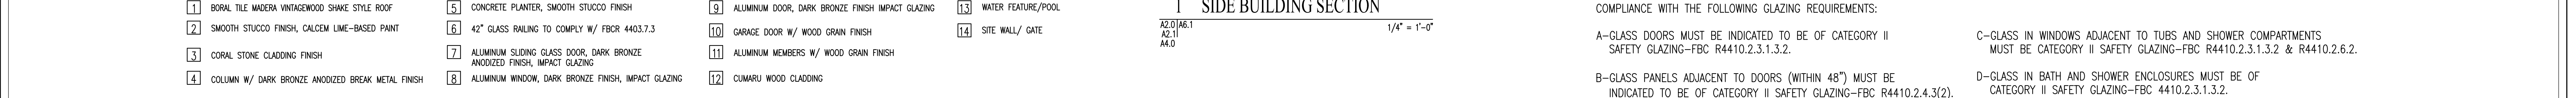 1 BORAL TILE MADERA VINTAGEWOOD SHAKE STYLE ROOF
2 SMOOTH STUCCO FINISH, CALCEM LIME-BASED PAINT
3 CORAL STONE CLADDING FINISH
4 COLUMN W/ DARK BRONZE ANODIZED BREAK METAL FINISH
5 CONCRETE PLANTER, SMOOTH STUCCO FINISH
6 42" GLASS RAILING TO COMPLY W/ FBCR 4403.7.3
7 ALUMINUM SLIDING GLASS DOOR, DARK BRONZE
ANODIZED FINISH, IMPACT GLAZING
8 ALUMINUM WINDOW, DARK BRONZE FINISH, IMPACT GLAZING
9 ALUMINUM DOOR, DARK BRONZE FINISH IMPACT GLAZING
10 GARAGE DOOR W/ WOOD GRAIN FINISH
11 ALUMINUM MEMBERS W/ WOOD GRAIN FINISH
12 CUMARU WOOD CLADDING
13 WATER FEATURE/POOL
14 SITE WALL/ GATE
1 SIDE BUILDING SECTION
A2.0 A6.1
A2.1
A4.0
1/4" = 1'-0"
COMPLIANCE WITH THE FOLLOWING GLAZING REQUIREMENTS:
A-GLASS DOORS MUST BE INDICATED TO BE OF CATEGORY II
SAFETY GLAZING-FBC R4410.2.3.1.3.2.
B-GLASS PANELS ADJACENT TO DOORS (WITHIN 48") MUST BE
INDICATED TO BE OF CATEGORY II SAFETY GLAZING-FBC R4410.2.4.3(2).
C-GLASS IN WINDOWS ADJACENT TO TUBS AND SHOWER COMPARTMENTS
MUST BE CATEGORY II SAFETY GLAZING-FBC R4410.2.3.1.3.2 & R4410.2.6.2.
D-GLASS IN BATH AND SHOWER ENCLOSURES MUST BE OF
CATEGORY II SAFETY GLAZING-FBC 4410.2.3.1.3.2.